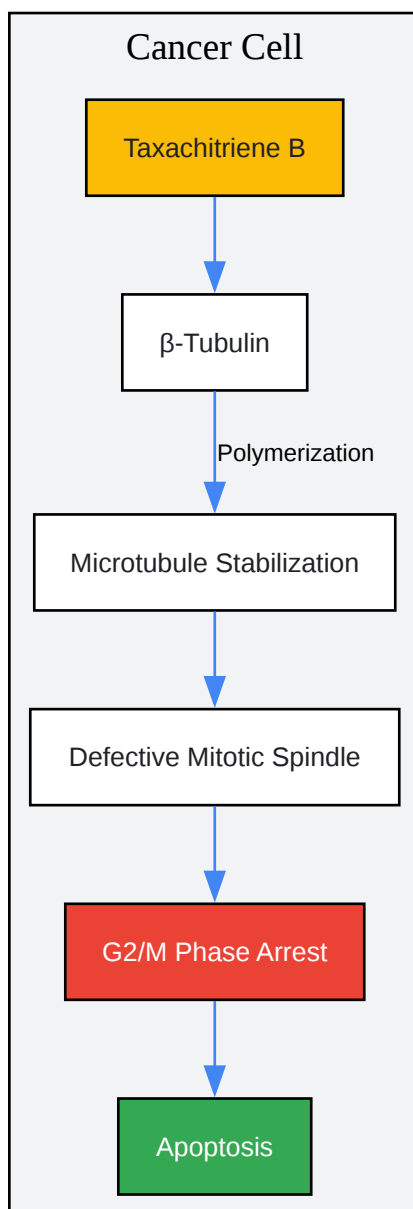 Cancer Cell
Taxachitriene B
β-Tubulin
Polymerization
Microtubule Stabilization
Defective Mitotic Spindle
G2/M Phase Arrest
Apoptosis